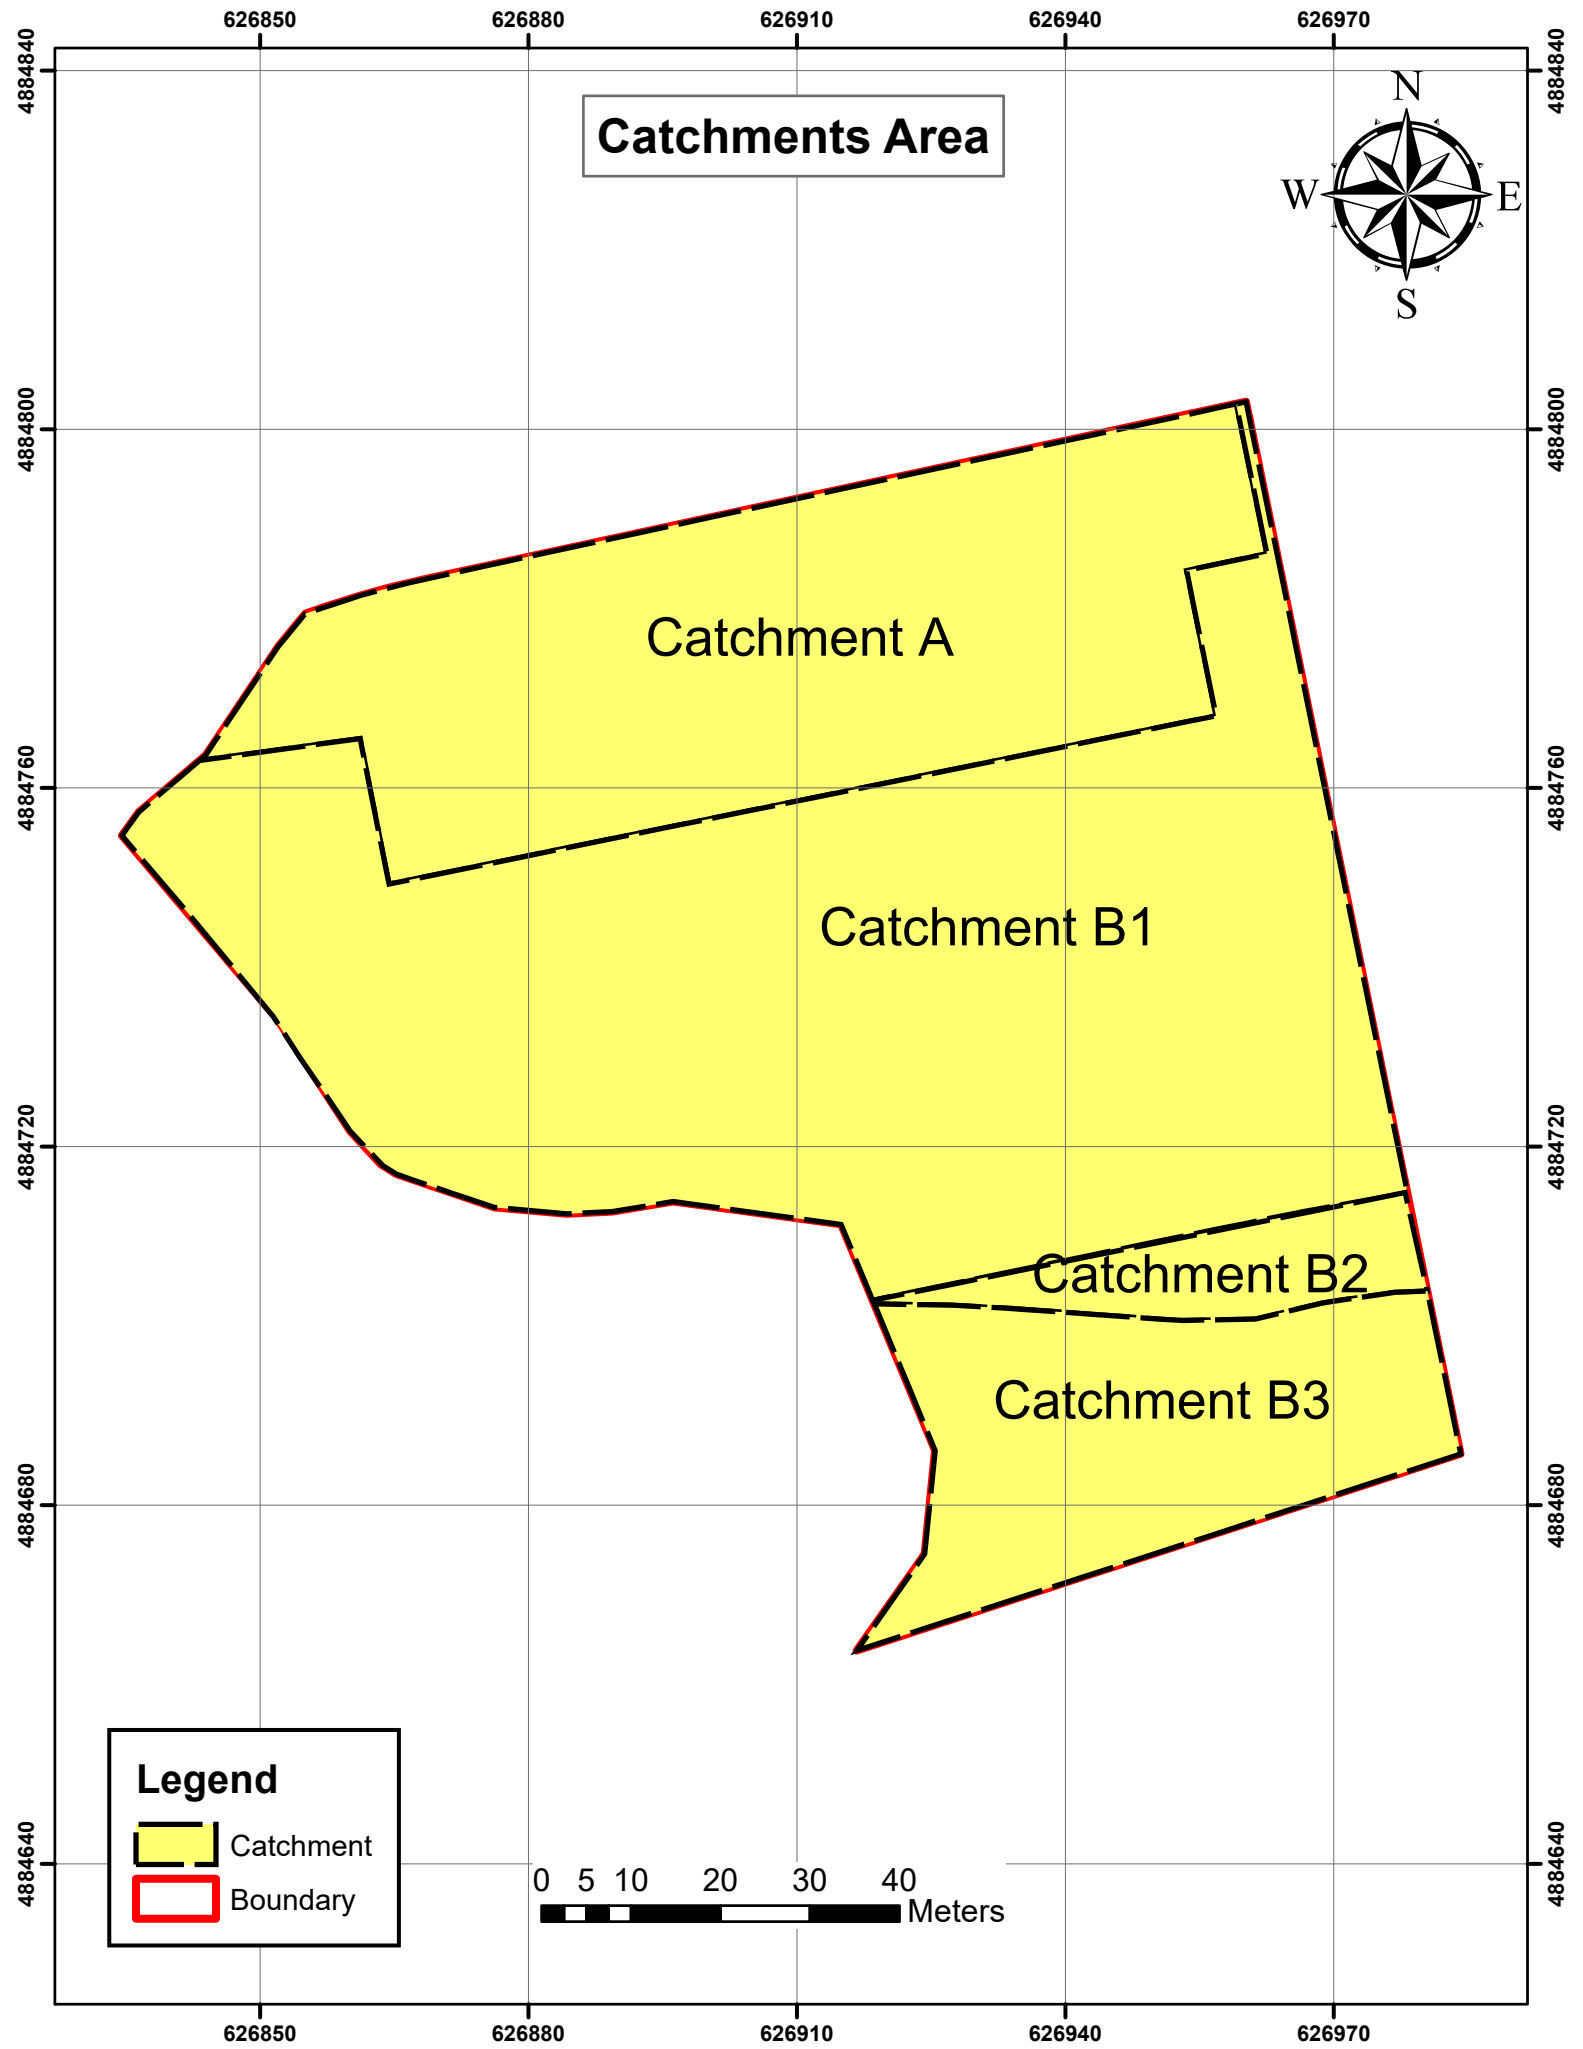 626850 626880 626910 626940 626970
4884840 4884840
N
Catchments Area
W E
S
4884800 4884800
Catchment A
4884760 4884760
Catchment B1
4884720 4884720
Catchment B2
Catchment B3
4884680 4884680
Legend
Catchment
Boundary
4884640 4884640
0 5 10 20 30 40
Meters
626850 626880 626910 626940 626970